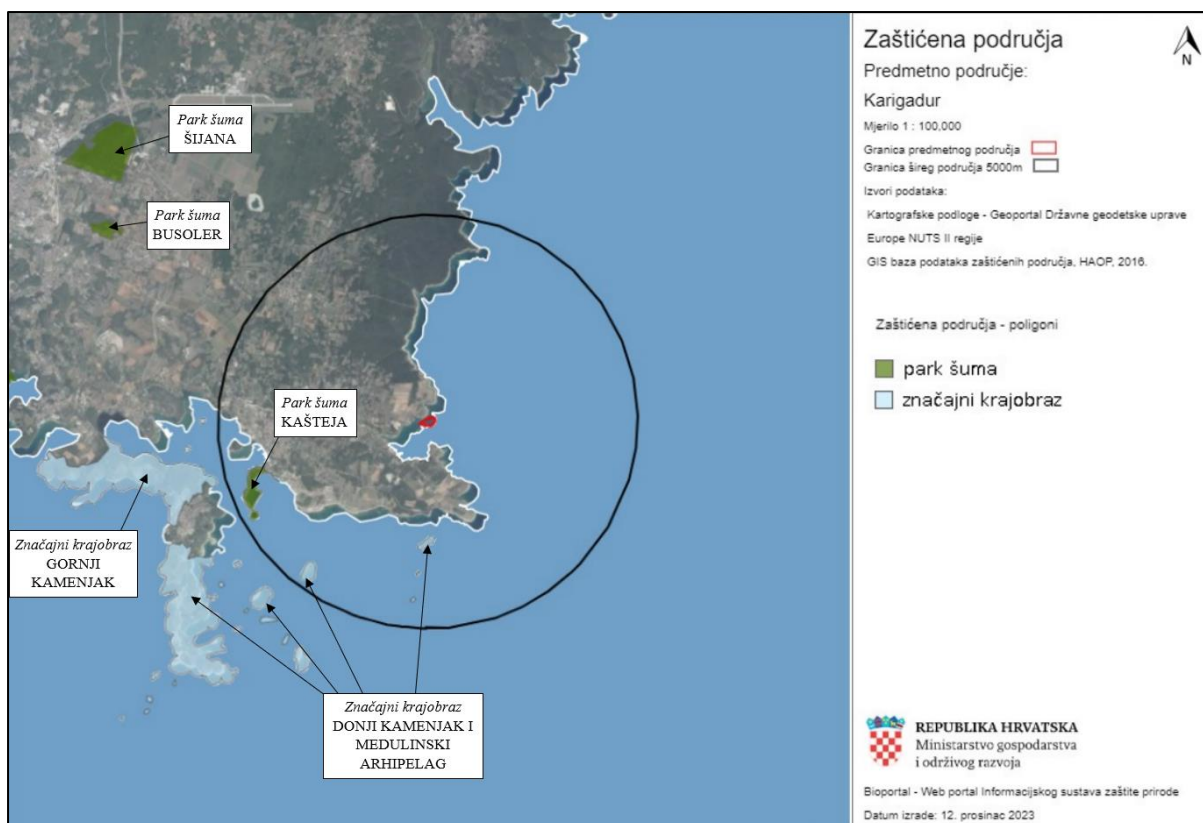 Park šuma
ŠIJANA
Park šuma
BUSOLER
Park šuma
KAŠTEJA
Značajni krajobraz
GORNJI
KAMENJAK
Značajni krajobraz
DONJI KAMENJAK I
MEDULINSKI
ARHIPELAG
Zaštićena područja
N
Predmetno područje:
Karigadur
Mjerilo 1 : 100,000
Granica predmetnog područja
Granica šireg područja 5000m
Izvori podataka:
Kartografske podloge - Geoportal Državne geodetske uprave
Europe NUTS II regije
GIS baza podataka zaštićenih područja, HAOP, 2016.
Zaštićena područja - poligoni
park šuma
značajni krajobraz
REPUBLIKA HRVATSKA
Ministarstvo gospodarstva
i održivog razvoja
Bioportal - Web portal Informacijskog sustava zaštite prirode
Datum izrade: 12. prosinac 2023